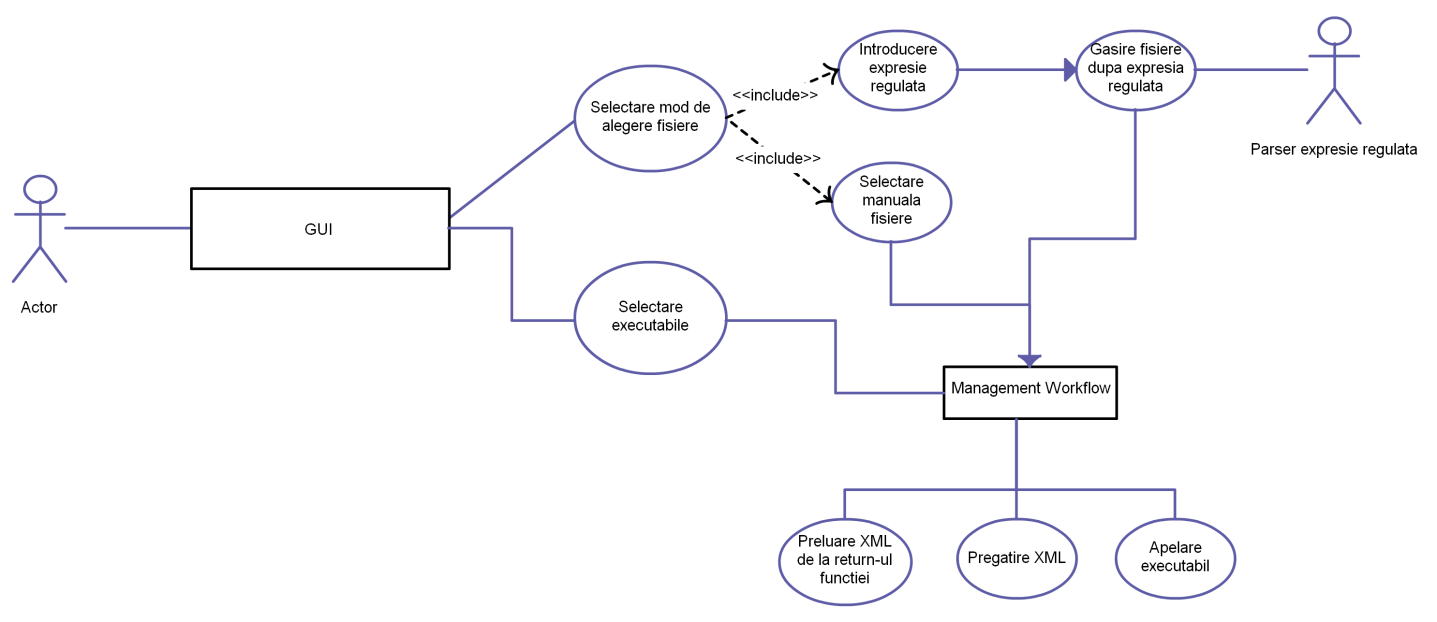 Introducere
expresie
regulata
Gasire fisiere
dupa expresia
regulata
Parser expresie regulata
<<include>>
Selectare mod de
alegere fisiere
<<include>>
Selectare
manuala
fisiere
GUI
Actor
Selectare
executabile
Management Workflow
Preluare XML
de la return-ul
functiei
Pregatire XML
Apelare
executabil